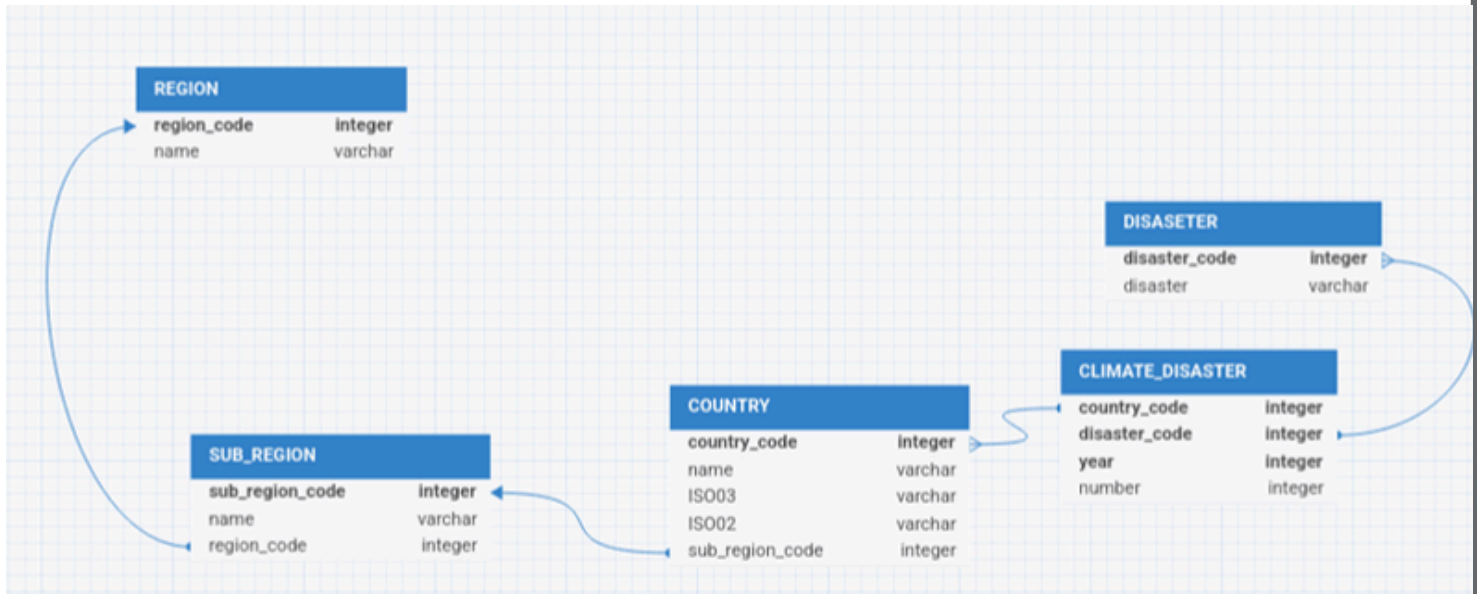 REGION
region_code integer
name varchar
DISASETER
disaster_code integer
disaster varchar
CLIMATE_DISASTER
country_code integer
disaster_code integer
year integer
number integer
COUNTRY
country_code integer
name varchar
ISO03 varchar
ISO02 varchar
sub_region_code integer
SUB_REGION
sub_region_code integer
name varchar
region_code integer